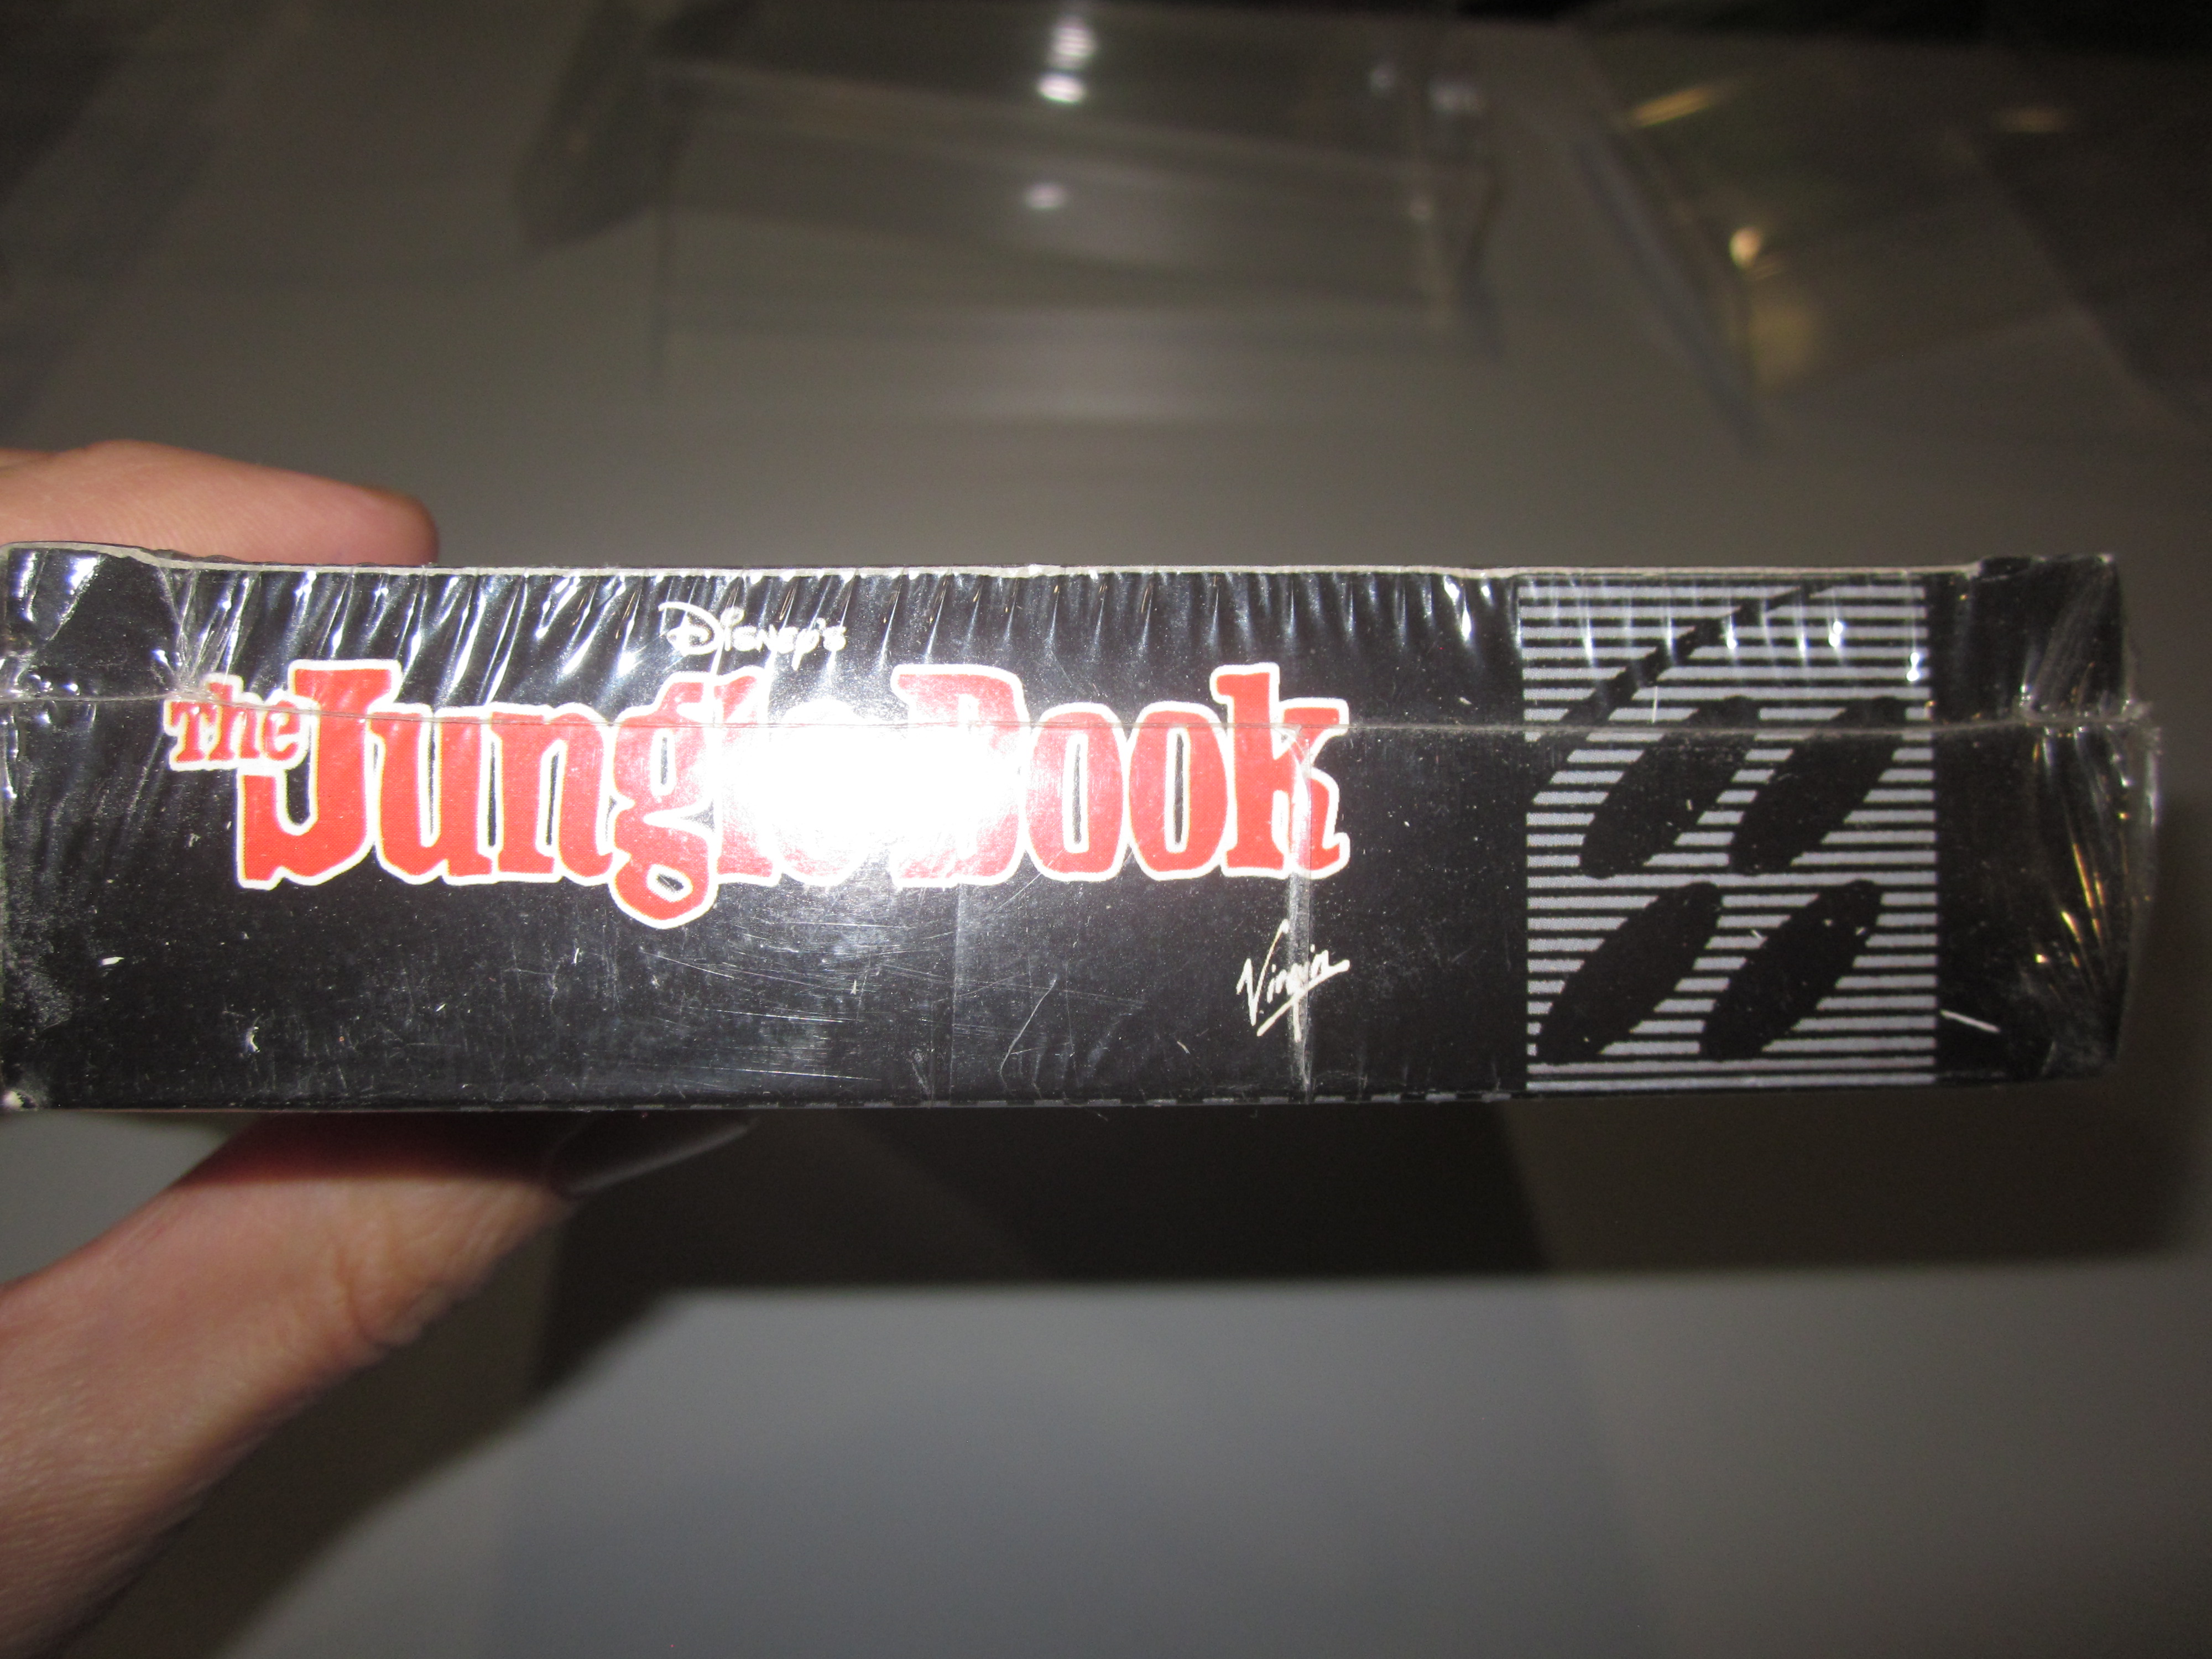 Disney's
The Jungle Book
Virgin